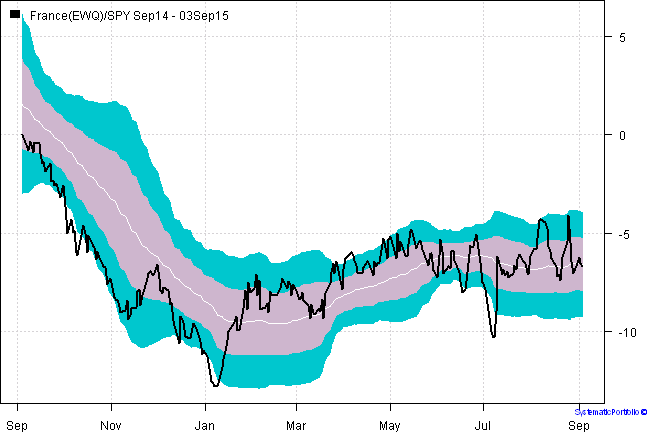 France(EWQ)/SPY Sep14 - 03Sep15
5
0
-5
-10
SystematicPortfolio ©
Sep Nov Jan Mar May Jul Sep